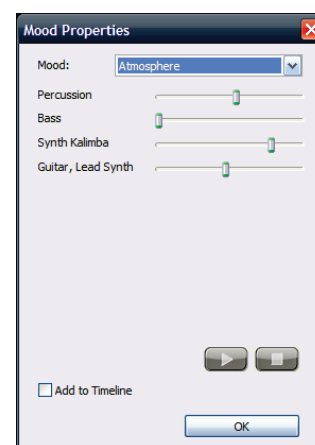 Mood Properties
Mood: Atmosphere
Percussion
Bass
Synth Kalimba
Guitar, Lead Synth
Add to Timeline
OK